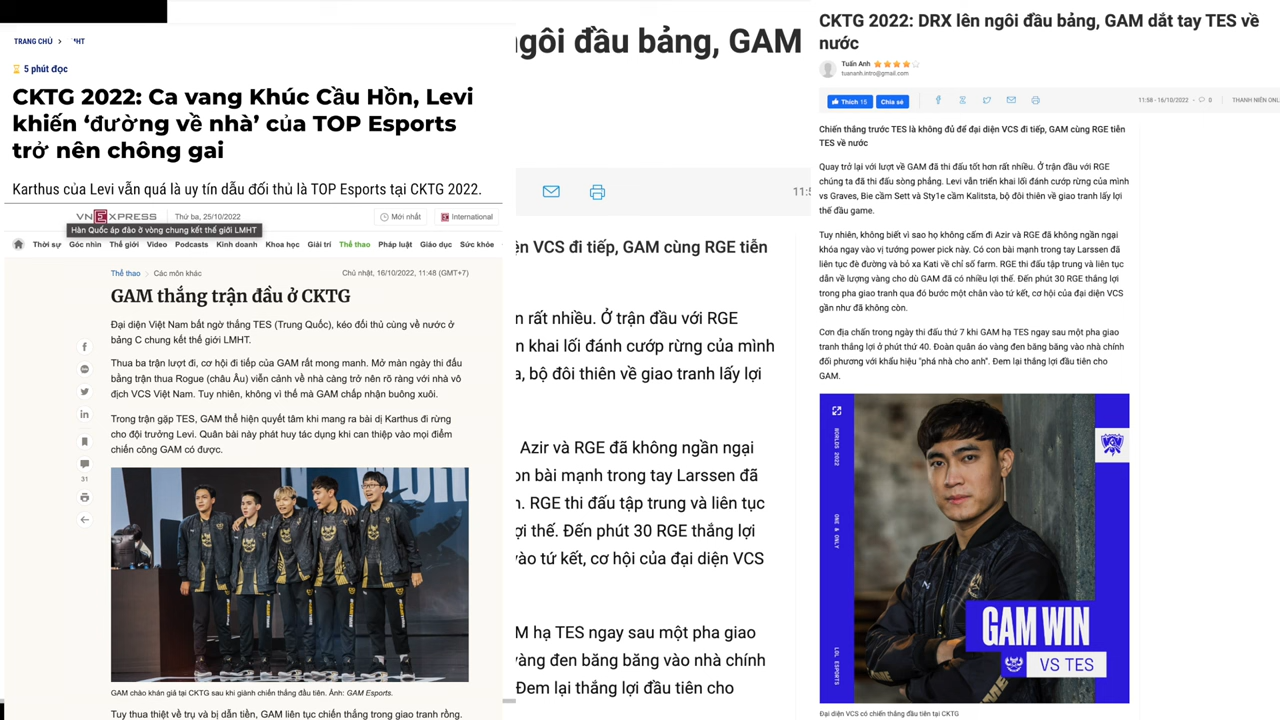 TRANG CHỦ
5 phút đọc
CKTG 2022: Ca vang Khúc Cầu Hồn, Levi
khiến ‘đường về nhà’ của TOP Esports
trở nên chông gai
Karthus của Levi vẫn quá là uy tín dẫu đối thủ là TOP Esports tại CKTG 2022.
VNEXPRESS
Thứ ba, 25/10/2022
Mới nhất
International
Hàn Quốc áp đảo ở vòng chung kết thế giới LMHT
Thời sự Góc nhìn Thế giới Video Podcasts Kinh doanh Khoa học Giải trí Thể thao Pháp luật Giáo dục Sức khỏe
Thể thao Các môn khác
Chủ nhật, 16/10/2022, 11:48 (GMT+7)
GAM thắng trận đầu ở CKTG
Đại diện Việt Nam bất ngờ thắng TES (Trung Quốc), kéo đối thủ cùng về nước ở
bảng C chung kết thế giới LMHT.
Thua ba trận lượt đi, cơ hội đi tiếp của GAM rất mong manh. Mở màn ngày thi đấu
bằng trận thua Rogue (châu Âu) viễn cảnh về nhà càng trở nên rõ ràng với nhà vô
địch VCS Việt Nam. Tuy nhiên, không vì thế mà GAM chấp nhận buông xuôi.
Trong trận gặp TES, GAM thể hiện quyết tâm khi mang ra bài dị Karthus đi rừng
cho đội trưởng Levi. Quân bài này phát huy tác dụng khi can thiệp vào mọi điểm
chiến công GAM có được.
31
GAM chào khán giả tại CKTG sau khi giành chiến thắng đầu tiên. Ảnh: GAM Esports.
Tuy thua thiệt về trụ và bị dẫn tiền, GAM liên tục chiến thắng trong giao tranh rồng.
gôi đầu bảng, GAM
11:5
ện VCS đi tiếp, GAM cùng RGE tiễn
n rất nhiều. Ở trận đầu với RGE
n khai lối đánh cướp rừng của mình
a, bộ đôi thiên về giao tranh lấy lợi
Azir và RGE đã không ngần ngại
on bài mạnh trong tay Larssen đã
. RGE thi đấu tập trung và liên tục
ợi thế. Đến phút 30 RGE thắng lợi
vào tứ kết, cơ hội của đại diện VCS
M hạ TES ngay sau một pha giao
vàng đen băng băng vào nhà chính
Đem lại thắng lợi đầu tiên cho
CKTG 2022: DRX lên ngôi đầu bảng, GAM dắt tay TES về
nước
Tuấn Anh
tuananh.intro@gmail.com
Thích 15
Chia sẻ
11:58 - 16/10/2022
0
THANH NIÊN ONL
Chiến thắng trước TES là không đủ để đại diện VCS đi tiếp, GAM cùng RGE tiễn
TES về nước
Quay trở lại với lượt về GAM đã thi đấu tốt hơn rất nhiều. Ở trận đầu với RGE
chúng ta đã thi đấu sòng phẳng. Levi vẫn triển khai lối đánh cướp rừng của mình
vs Graves, Bie cầm Sett và Sty1e cầm Kalitsta, bộ đôi thiên về giao tranh lấy lợi
thế đầu game.
Tuy nhiên, không biết vì sao họ không cấm đi Azir và RGE đã không ngần ngại
khóa ngay vào vị tướng power pick này. Có con bài mạnh trong tay Larssen đã
liên tục đè đường và bỏ xa Kati về chỉ số farm. RGE thi đấu tập trung và liên tục
dẫn về lượng vàng cho dù GAM đã có nhiều lợi thế. Đến phút 30 RGE thắng lợi
trong pha giao tranh qua đó bước một chân vào tứ kết, cơ hội của đại diện VCS
gần như đã không còn.
Cơn địa chấn trong ngày thi đấu thứ 7 khi GAM hạ TES ngay sau một pha giao
tranh thắng lợi ở phút thứ 40. Đoàn quân áo vàng đen băng băng vào nhà chính
đối phương với khẩu hiệu "phá nhà cho anh". Đem lại thắng lợi đầu tiên cho
GAM.
WORLDS 2022
ONE & ONLY
LOL ESPORTS
GAM WIN
VS TES
Đại diện VCS có chiến thắng đầu tiên tại CKTG